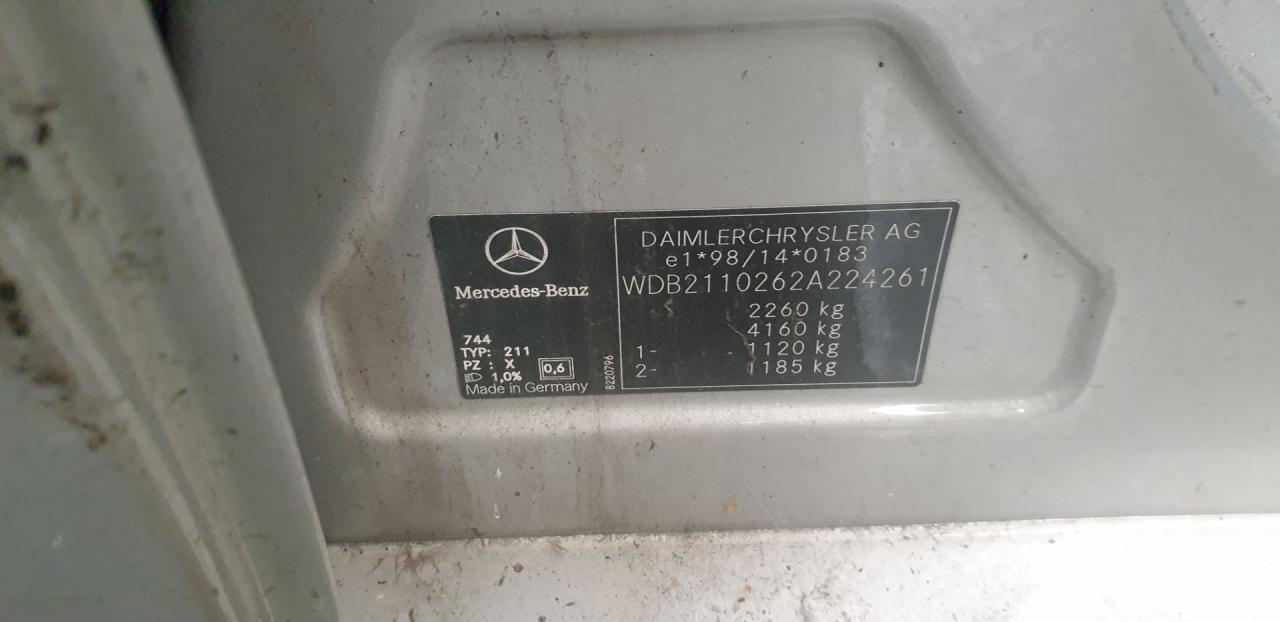 Mercedes-Benz
744
TYP: 211
PZ : X
1,0%
0,6
Made in Germany
8220796
DAIMLERCHRYSLER AG
e1*98/14*0183
WDB2110262A224261
2260 kg
4160 kg
1- 1120 kg
2- 1185 kg